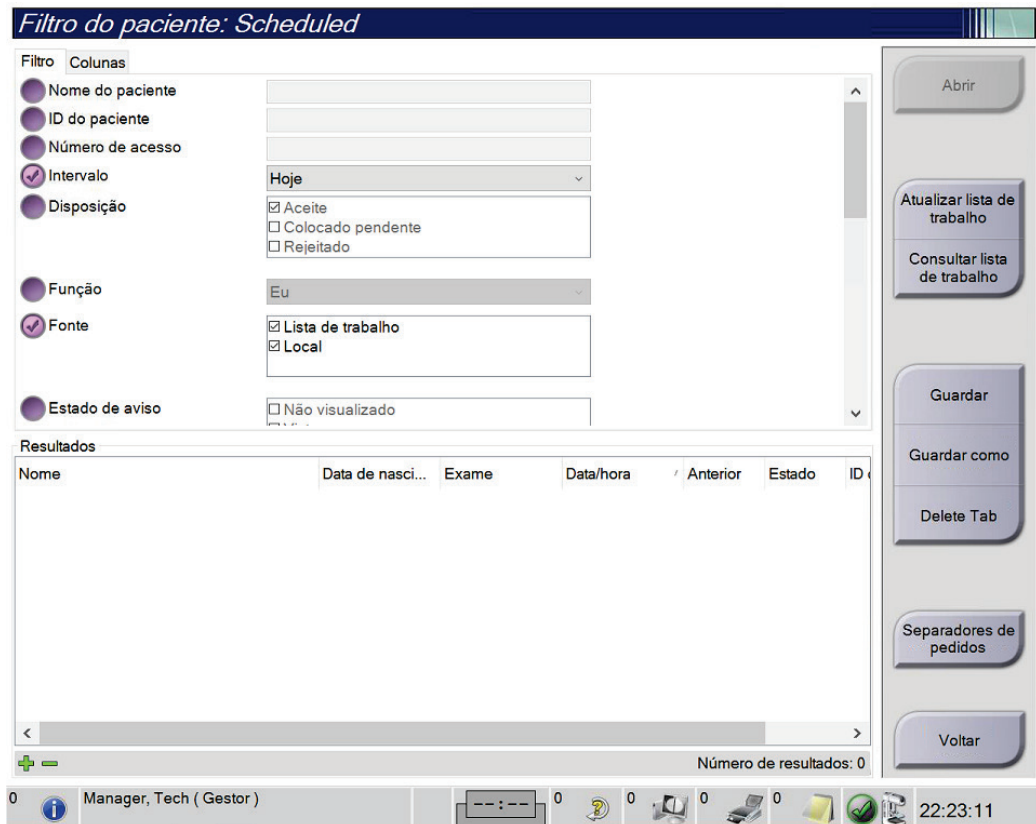 Filtro do paciente: Scheduled
Filtro Colunas
Nome do paciente
ID do paciente
Número de acesso
Intervalo
Hoje
Disposição
Aceite
Colocado pendente
Rejeitado
Função
Eu
Fonte
Lista de trabalho
Local
Estado de aviso
Não visualizado
Resultados
Nome Data de nasci... Exame Data/hora Anterior Estado ID
Número de resultados: 0
Abrir
Atualizar lista de
trabalho
Consultar lista
de trabalho
Guardar
Guardar como
Delete Tab
Separadores de
pedidos
Voltar
0 Manager, Tech ( Gestor ) --:-- 0 0 0 0 22:23:11